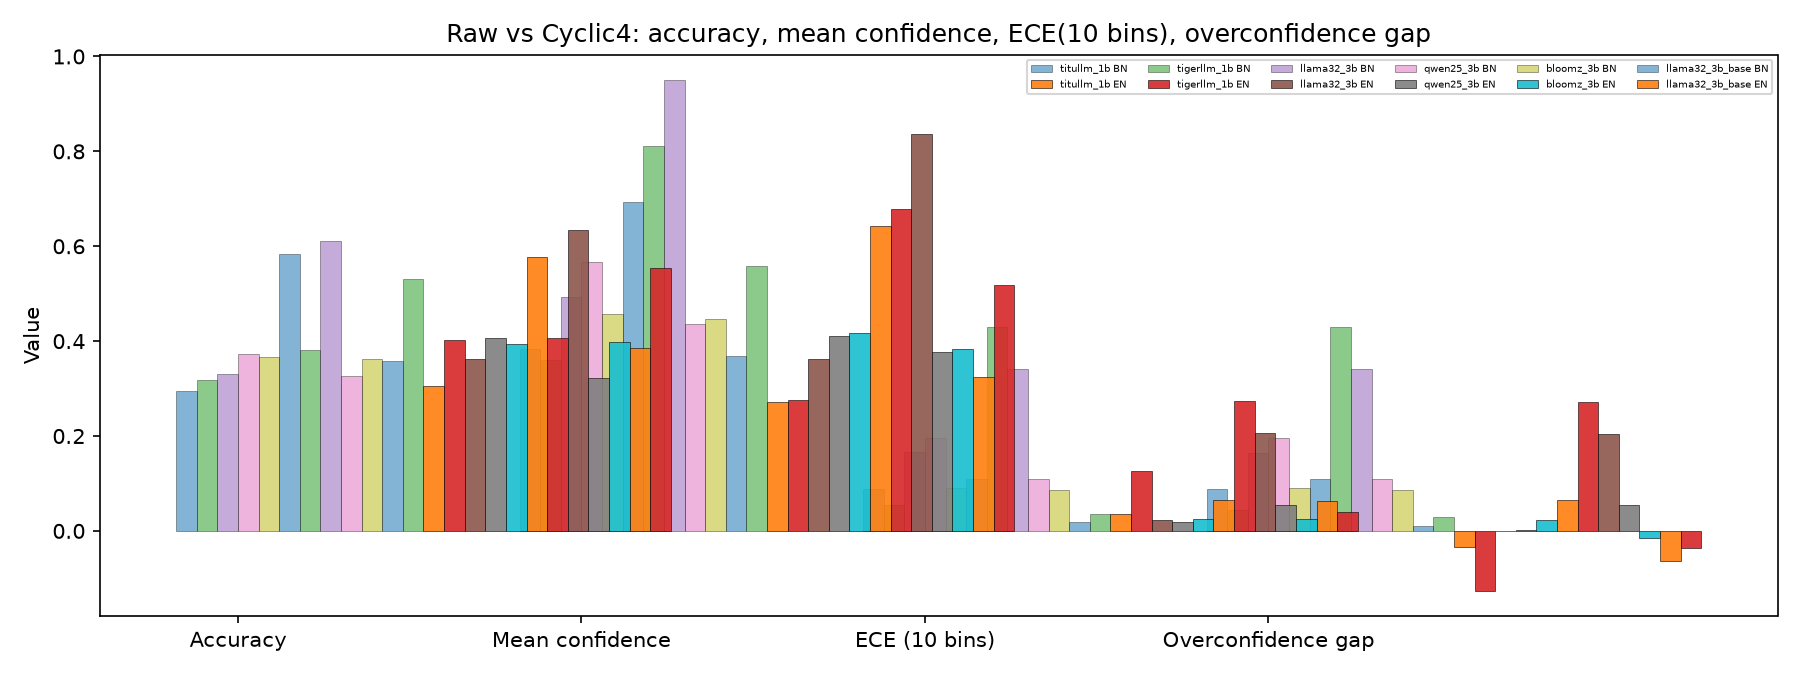 Raw vs Cyclic4: accuracy, mean confidence, ECE(10 bins), overconfidence gap
titullm_1b BN tigerllm_1b BN llama32_3b BN qwen25_3b BN bloomz_3b BN llama32_3b_base BN
titullm_1b EN tigerllm_1b EN llama32_3b EN qwen25_3b EN bloomz_3b EN llama32_3b_base EN
1.0
0.8
0.6
0.4
0.2
0.0
Value
Accuracy Mean confidence ECE (10 bins) Overconfidence gap